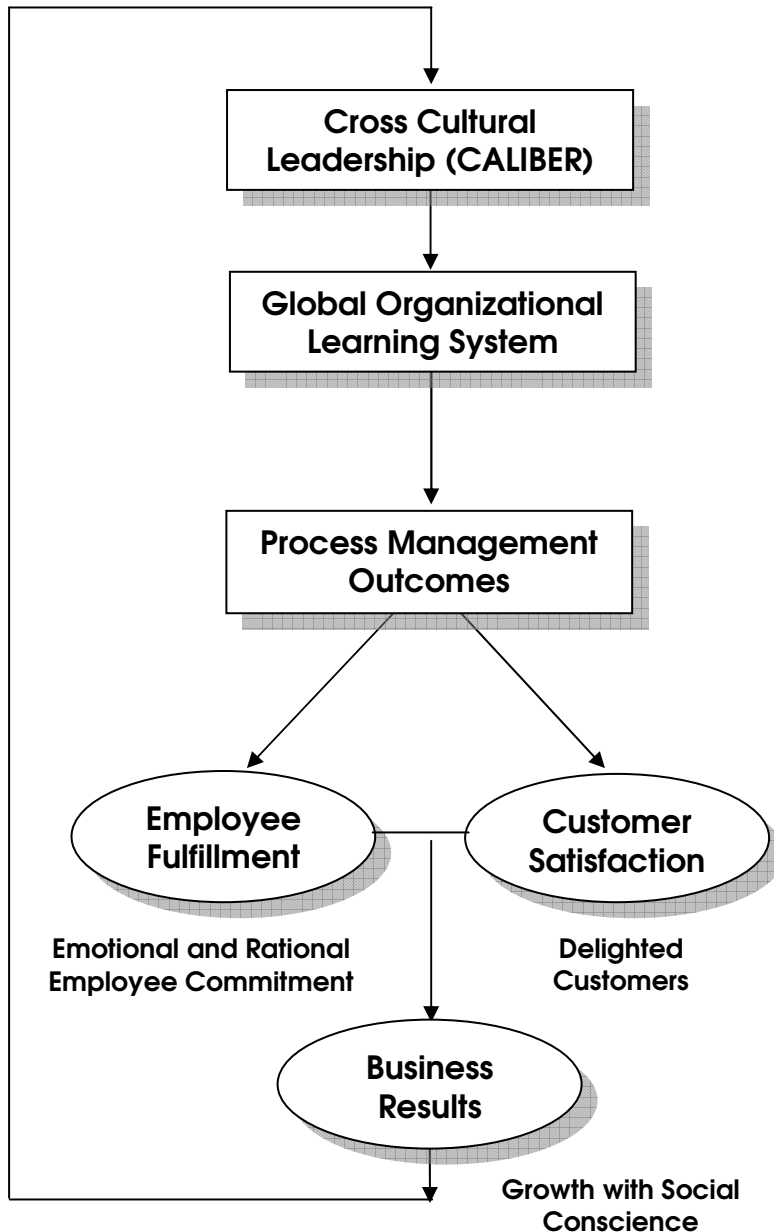 Cross Cultural
Leadership (CALIBER)
Global Organizational
Learning System
Process Management
Outcomes
Employee
Fulfillment
Customer
Satisfaction
Emotional and Rational
Employee Commitment
Delighted
Customers
Business
Results
Growth with Social
Conscience